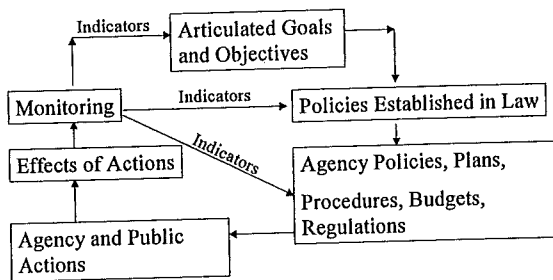 Indicators
Articulated Goals
and Objectives
Monitoring
Indicators
Policies Established in Law
Indicators
Effects of Actions
Agency Policies, Plans,
Procedures, Budgets,
Regulations
Agency and Public
Actions